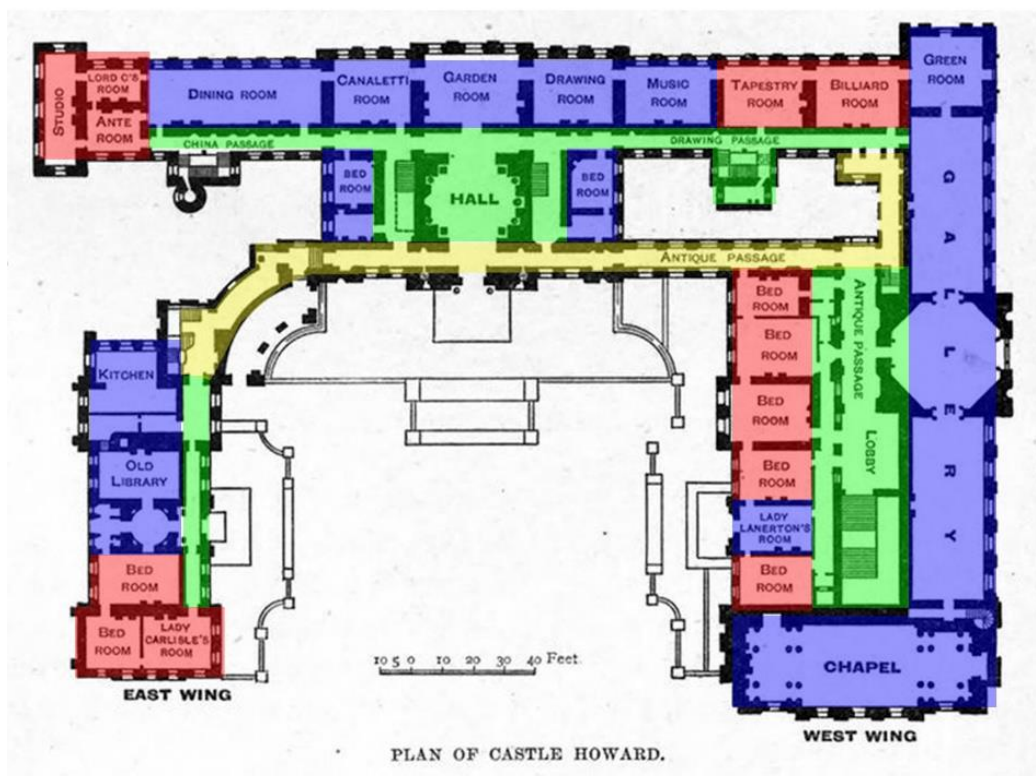 LORD C'S
ROOM
STUDIO
ANTE
ROOM
DINING ROOM
CANALETTI
ROOM
GARDEN
ROOM
DRAWING
ROOM
MUSIC
ROOM
TAPESTRY
ROOM
BILLIARD
ROOM
GREEN
ROOM
CHINA PASSAGE
DRAWING PASSAGE
BED
ROOM
HALL
BED
ROOM
GALLERY
ANTIQUE PASSAGE
BED
ROOM
ANTIQUE PASSAGE
BED
ROOM
KITCHEN
BED
ROOM
LOBBY
OLD
LIBRARY
BED
ROOM
LADY
LANERTON'S
ROOM
BED
ROOM
BED
ROOM
BED
ROOM
LADY
CARLISLE'S
ROOM
10 5 0 10 20 30 40 Feet.
CHAPEL
EAST WING
WEST WING
PLAN OF CASTLE HOWARD.